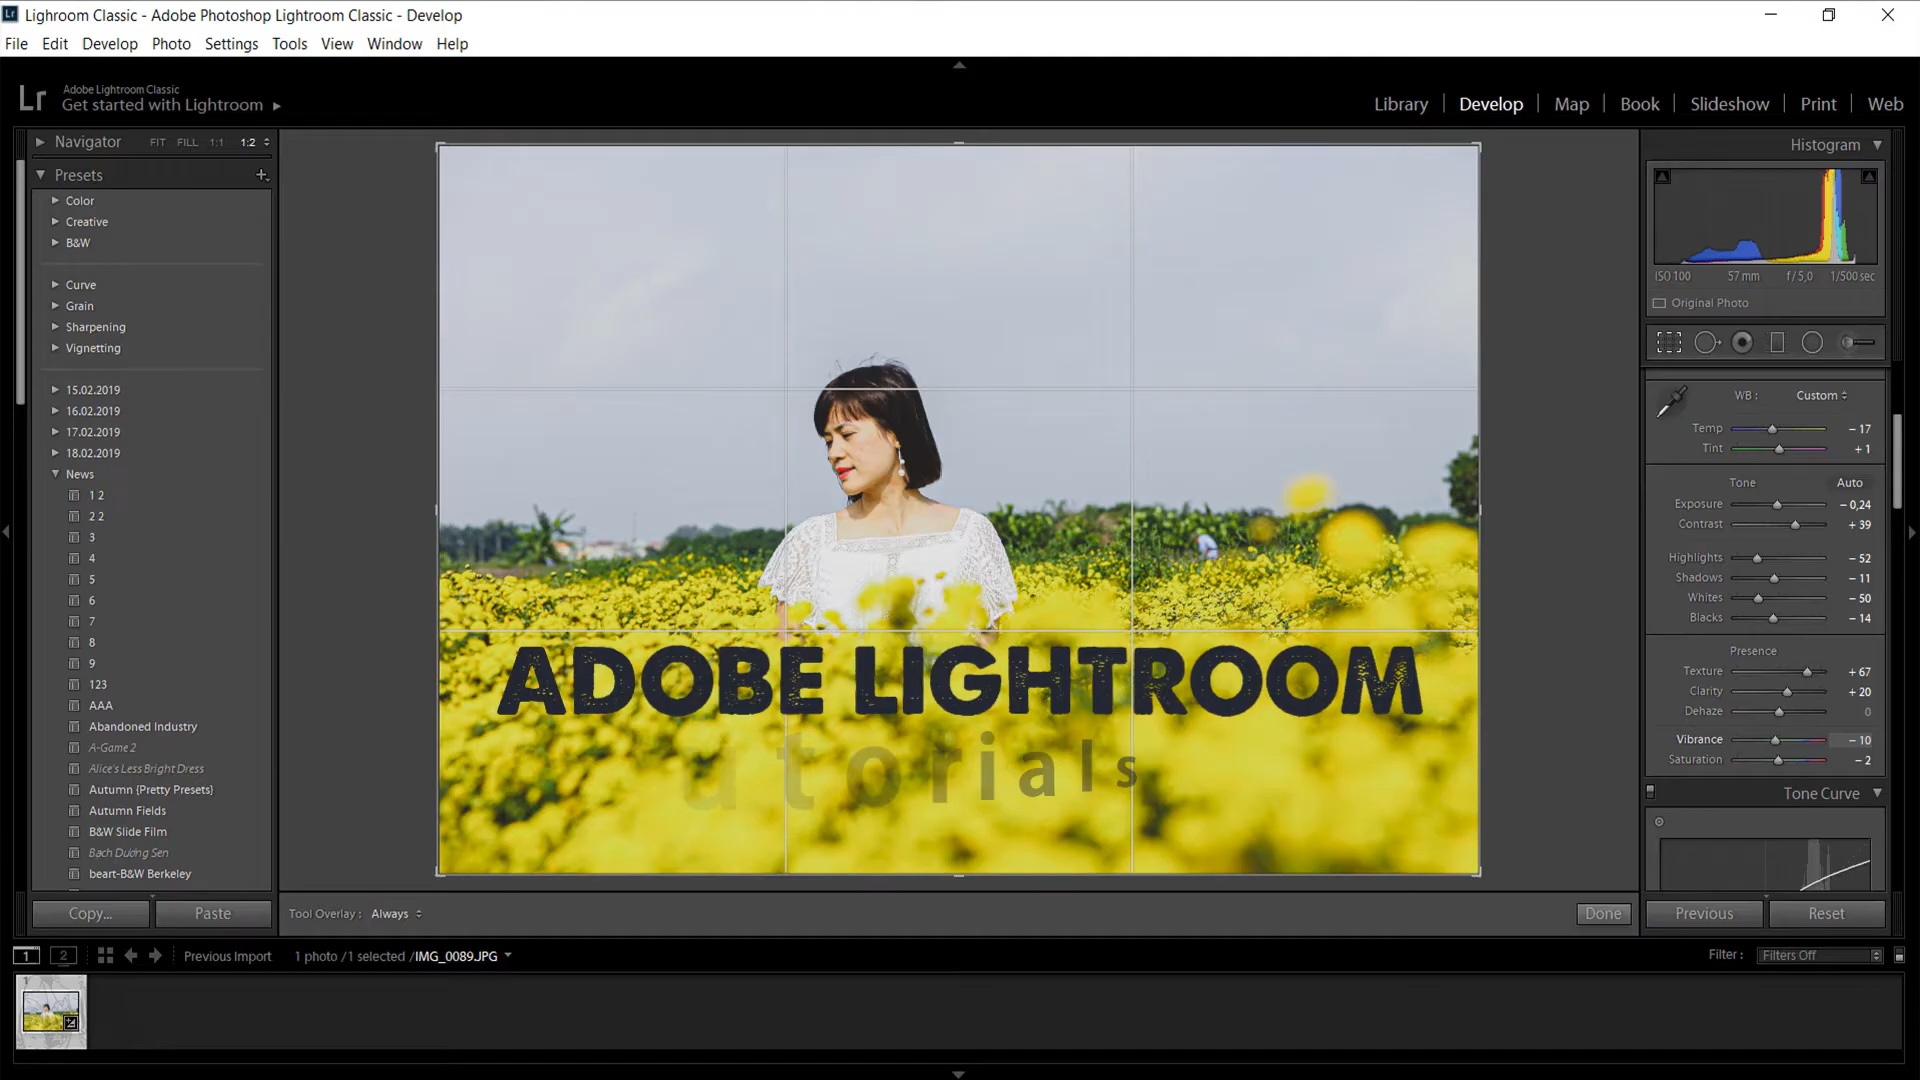 Lighroom Classic - Adobe Photoshop Lightroom Classic - Develop
File Edit Develop Photo Settings Tools View Window Help
Lr
Adobe Lightroom Classic
Get started with Lightroom
Library Develop Map Book Slideshow Print Web
Navigator FIT FILL 1:1 1:2
Presets
Color
Creative
B&W
Curve
Grain
Sharpening
Vignetting
15.02.2019
16.02.2019
17.02.2019
18.02.2019
News
1 2
2 2
3
4
5
6
7
8
9
123
AAA
Abandoned Industry
A-Game 2
Alice's Less Bright Dress
Autumn {Pretty Presets}
Autumn Fields
B&W Slide Film
Bạch Dương Sen
beart-B&W Berkeley
Copy... Paste
ADOBE LIGHTROOM
utorials
Tool Overlay : Always
Done
Histogram
ISO 100 57 mm f / 5,0 1/500 sec
Original Photo
WB : Custom
Temp - 17
Tint + 1
Tone Auto
Exposure - 0,24
Contrast + 39
Highlights - 52
Shadows - 11
Whites - 50
Blacks - 14
Presence
Texture + 67
Clarity + 20
Dehaze 0
Vibrance - 10
Saturation - 2
Tone Curve
Previous Reset
1 2 Previous Import 1 photo / 1 selected / IMG_0089.JPG
Filter : Filters Off
1